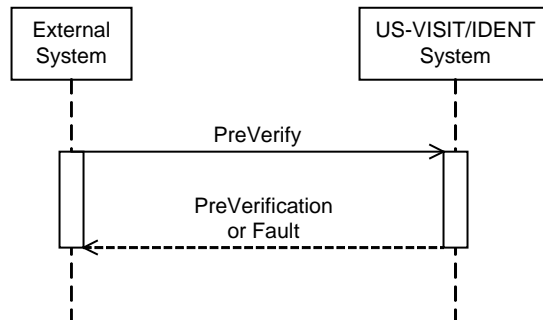 External
System
US-VISIT/IDENT
System
PreVerify
PreVerification
or Fault